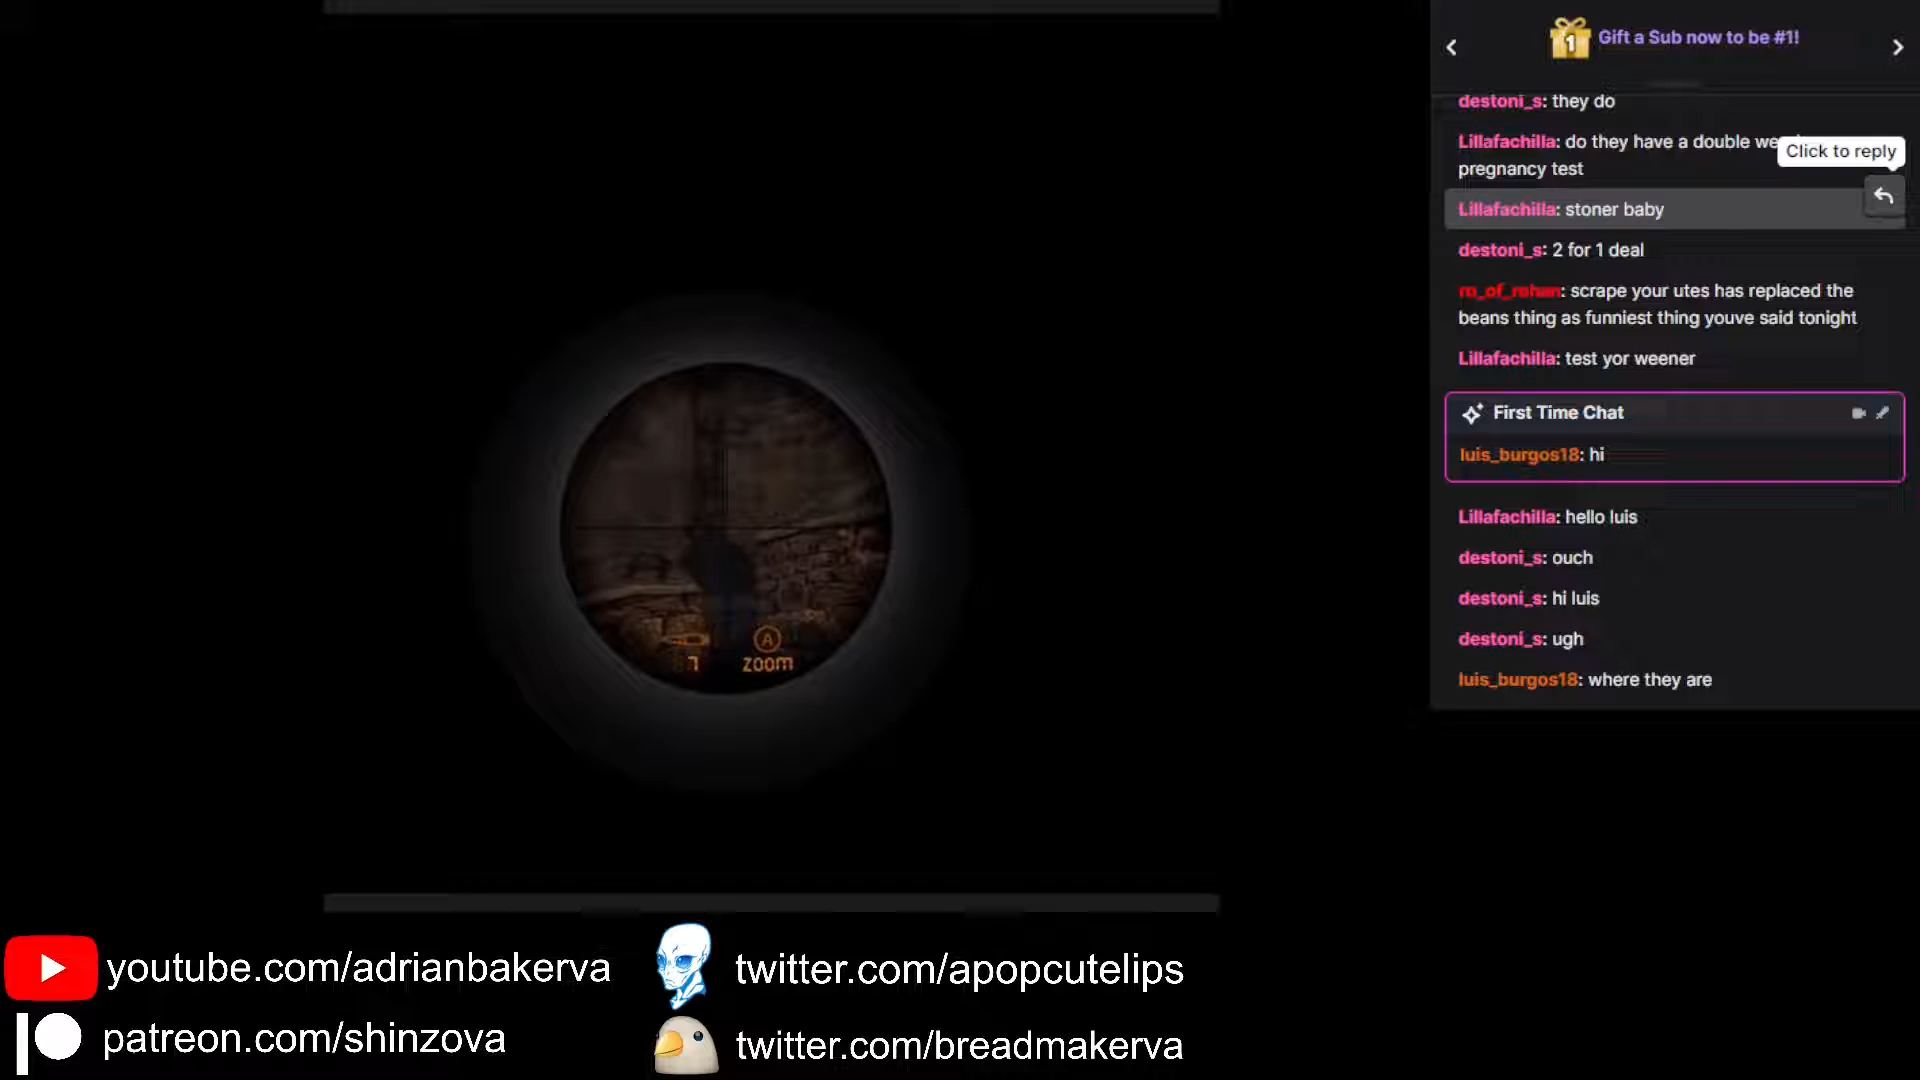 1
Gift a Sub now to be #1!
destoni_s: they do
Lillafachilla: do they have a double
pregnancy test
Click to reply
Lillafachilla: stoner baby
destoni_s: 2 for 1 deal
ro_of_rohan: scrape your utes has replaced the
beans thing as funniest thing youve said tonight
Lillafachilla: test yor weener
First Time Chat
luis_burgos18: hi
Lillafachilla: hello luis
destoni_s: ouch
destoni_s: hi luis
destoni_s: ugh
luis_burgos18: where they are
A
7
zoom
youtube.com/adrianbakerva
twitter.com/apopcutelips
patreon.com/shinzova
twitter.com/breadmakerva